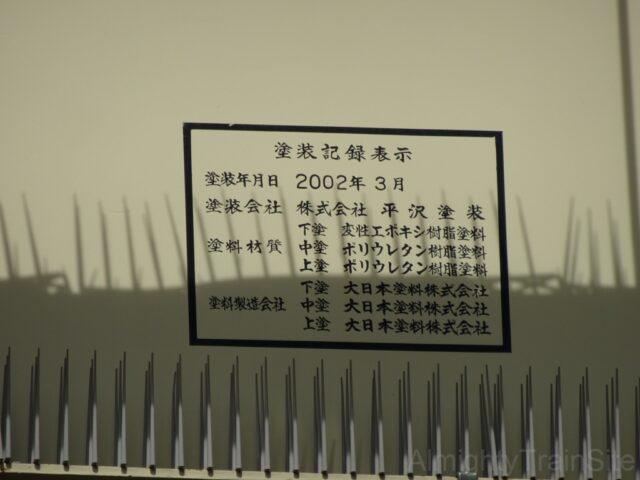 塗装記録表示
塗装年月日 2002年 3月
塗装会社 株式会社 平沢塗装
塗料材質 下塗 変性エポキシ樹脂塗料
中塗 ポリウレタン樹脂塗料
上塗 ポリウレタン樹脂塗料
塗料製造会社 下塗 大日本塗料株式会社
中塗 大日本塗料株式会社
上塗 大日本塗料株式会社
AlmightyTrainSite